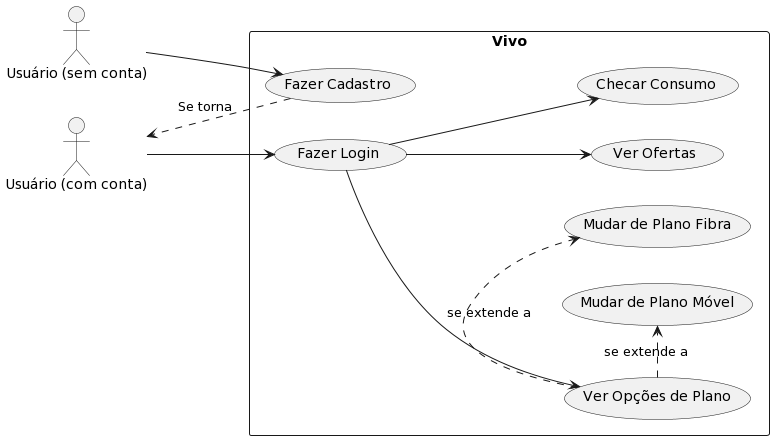 Vivo
Usuário (sem conta)
Fazer Cadastro
Checar Consumo
Se torna
Usuário (com conta)
Fazer Login
Ver Ofertas
Mudar de Plano Fibra
se extende a
Mudar de Plano Móvel
se extende a
Ver Opções de Plano